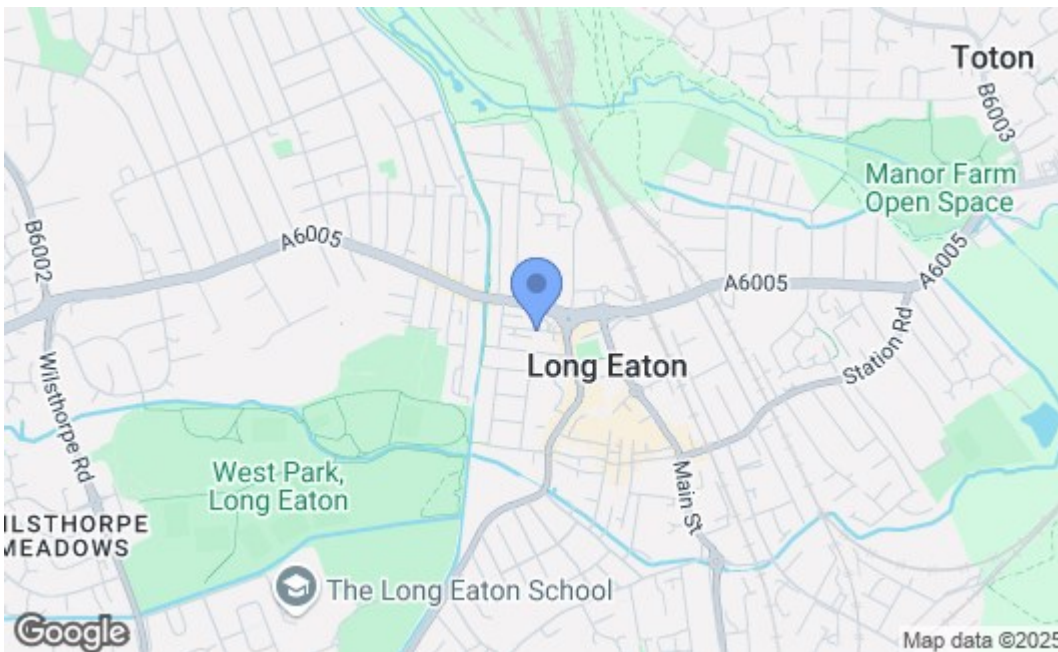 Toton
B6003
Manor Farm
Open Space
B6002
A6005
A6005
A6005
Long Eaton
Station Rd
Wilsthorpe Rd
West Park,
Long Eaton
Main St
ILSTHORPE
MEADOWS
The Long Eaton School
Google
Map data ©2025